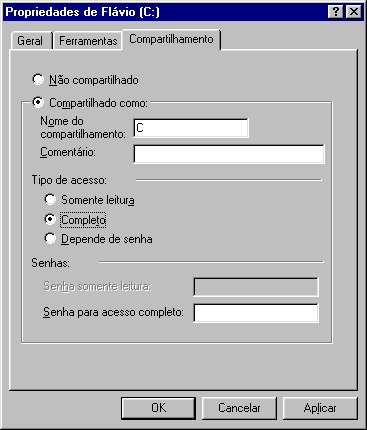 Propriedades de Flávio (C:)
Geral Ferramentas Compartilhamento
Não compartilhado
Compartilhado como:
Nome do
compartilhamento: C
Comentário:
Tipo de acesso:
Somente leitura
Completo
Depende de senha
Senhas:
Senha somente leitura:
Senha para acesso completo:
OK Cancelar Aplicar